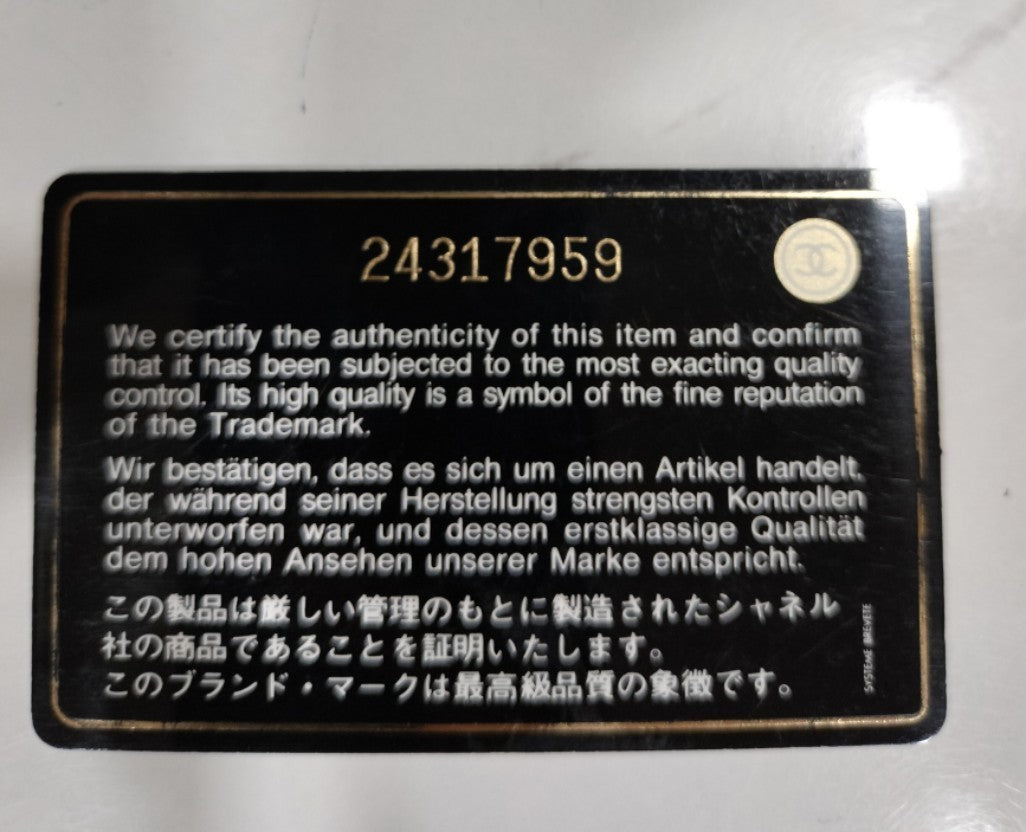 24317959
We certify the authenticity of this item and confirm
that it has been subjected to the most exacting quality
control. Its high quality is a symbol of the fine reputation
of the Trademark.
Wir bestätigen, dass es sich um einen Artikel handelt,
der während seiner Herstellung strengsten Kontrollen
unterworfen war, und dessen erstklassige Qualität
dem hohen Ansehen unserer Marke entspricht.
この製品は厳しい管理のもとに製造されたシャネル
社の商品であることを証明いたします。
このブランド・マークは最高級品質の象徴です。
SYSTEME BREVETE